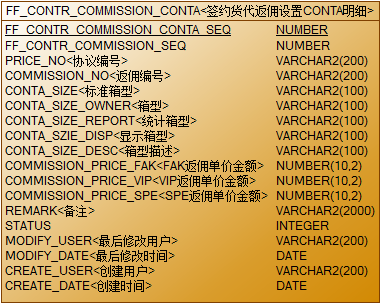 FF_CONTR_COMMISSION_CONTA<签约货代返佣设置CONTA明细>
FF_CONTR_COMMISSION_CONTA_SEQ NUMBER
FF_CONTR_COMMISSION_SEQ NUMBER
PRICE_NO<协议编号> VARCHAR2(200)
COMMISSION_NO<返佣编号> VARCHAR2(200)
CONTA_SIZE<标准箱型> VARCHAR2(100)
CONTA_SIZE_OWNER<箱型> VARCHAR2(100)
CONTA_SIZE_REPORT<统计箱型> VARCHAR2(100)
CONTA_SZIE_DISP<显示箱型> VARCHAR2(100)
CONTA_SIZE_DESC<箱型描述> VARCHAR2(100)
COMMISSION_PRICE_FAK<FAK返佣单价金额> NUMBER(10,2)
COMMISSION_PRICE_VIP<VIP返佣单价金额> NUMBER(10,2)
COMMISSION_PRICE_SPE<SPE返佣单价金额> NUMBER(10,2)
REMARK<备注> VARCHAR2(2000)
STATUS INTEGER
MODIFY_USER<最后修改用户> VARCHAR2(200)
MODIFY_DATE<最后修改时间> DATE
CREATE_USER<创建用户> VARCHAR2(200)
CREATE_DATE<创建时间> DATE